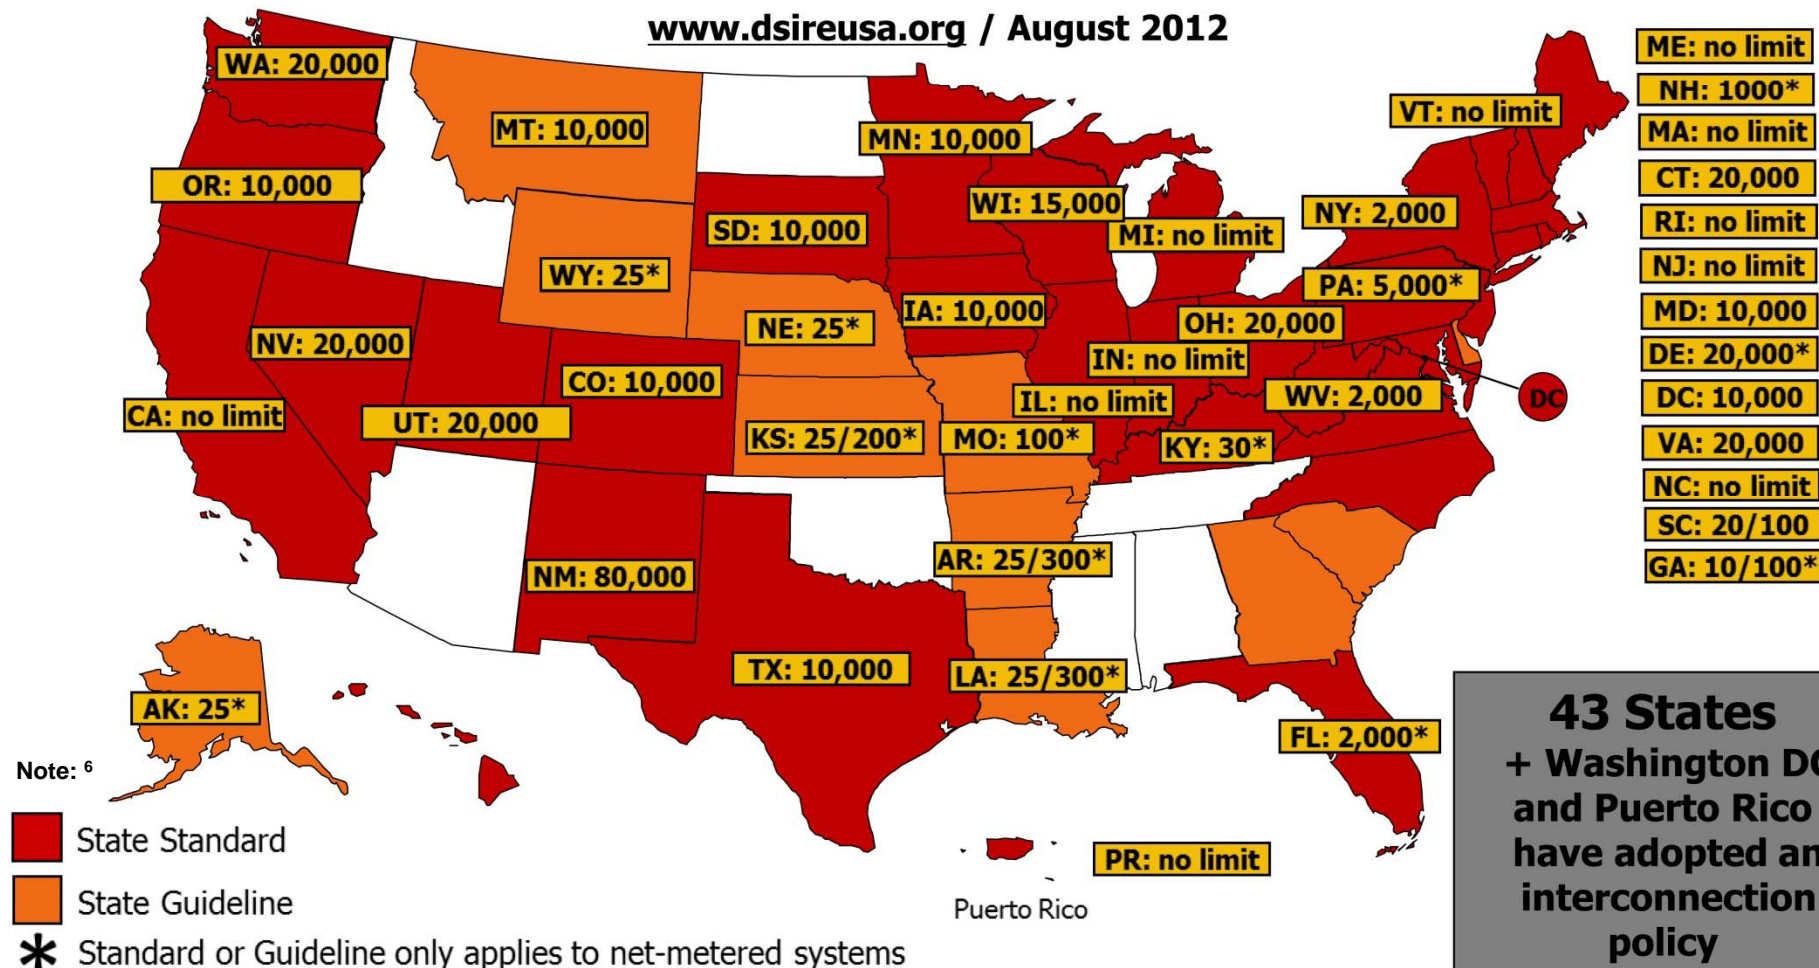 www.dsireusa.org / August 2012
WA: 20,000
MT: 10,000
MN: 10,000
VT: no limit
OR: 10,000
SD: 10,000
WI: 15,000
MI: no limit
NY: 2,000
WY: 25*
PA: 5,000*
IA: 10,000
NE: 25*
OH: 20,000
NV: 20,000
IN: no limit
CO: 10,000
IL: no limit
WV: 2,000
DC
CA: no limit
UT: 20,000
KS: 25/200*
MO: 100*
KY: 30*
NM: 80,000
AR: 25/300*
TX: 10,000
LA: 25/300*
AK: 25*
FL: 2,000*
PR: no limit
Puerto Rico
ME: no limit
NH: 1000*
MA: no limit
CT: 20,000
RI: no limit
NJ: no limit
MD: 10,000
DE: 20,000*
DC: 10,000
VA: 20,000
NC: no limit
SC: 20/100
GA: 10/100*
43 States
+ Washington DC
and Puerto Rico
have adopted an
interconnection
policy
Note: 6
State Standard
State Guideline
* Standard or Guideline only applies to net-metered systems